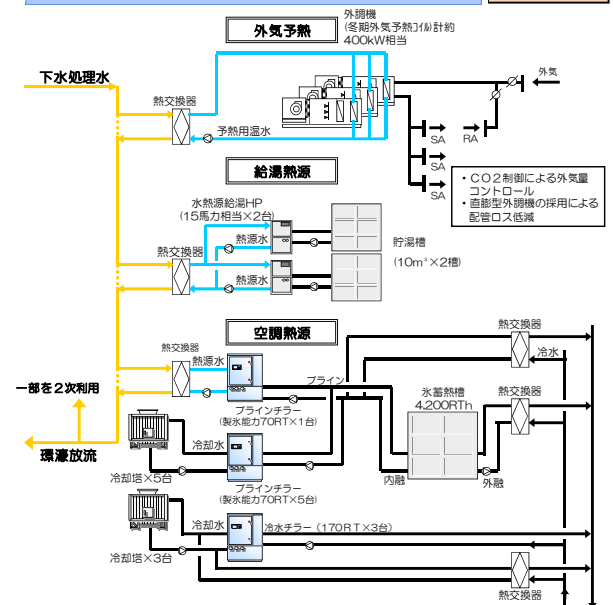 外気予熱
外調機
(冬期外気予熱ｺｲﾙ)計約
400kW相当
下水処理水
熱交換器
予熱用温水
外気
SA
RA
SA
SA
・CO2制御による外気量
コントロール
・直膨型外調機の採用による
配管ロス低減
給湯熱源
水熱源給湯HP
(15馬力相当×2台)
熱源水
熱交換器
熱源水
貯湯槽
(10m³×2槽)
空調熱源
熱交換器
熱源水
熱交換器
冷水
ブライン
一部を2次利用
ブラインチラー
(製氷能力70RT×1台)
氷蓄熱槽
4,200RTh
熱交換器
環濠放流
冷却水
冷却塔×5台
ブラインチラー
(製氷能力70RT×5台)
内融
外融
冷却水
冷水チラー（170RT×3台）
冷却塔×3台
熱交換器